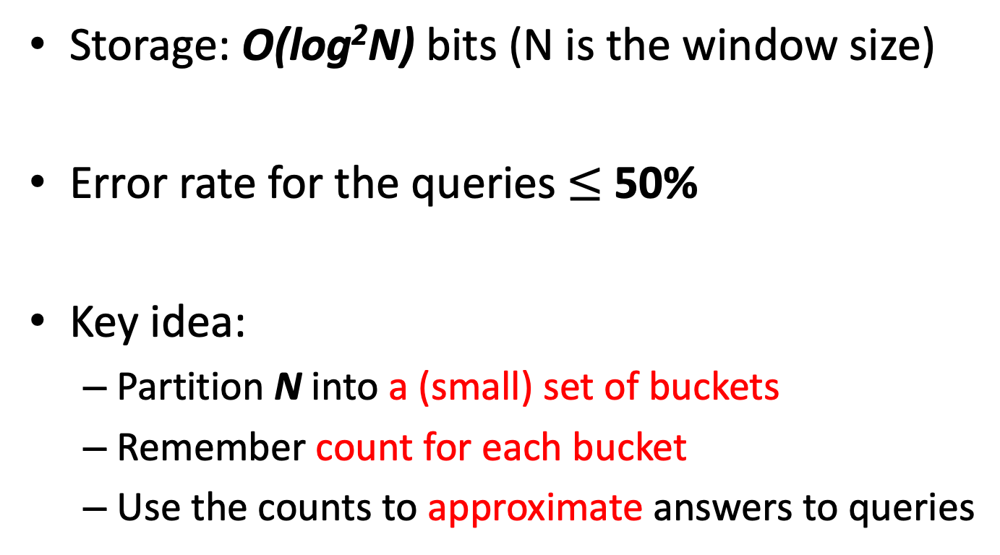 • Storage: O(log²N) bits (N is the window size)
• Error rate for the queries ≤ 50%
• Key idea:
– Partition N into a (small) set of buckets
– Remember count for each bucket
– Use the counts to approximate answers to queries